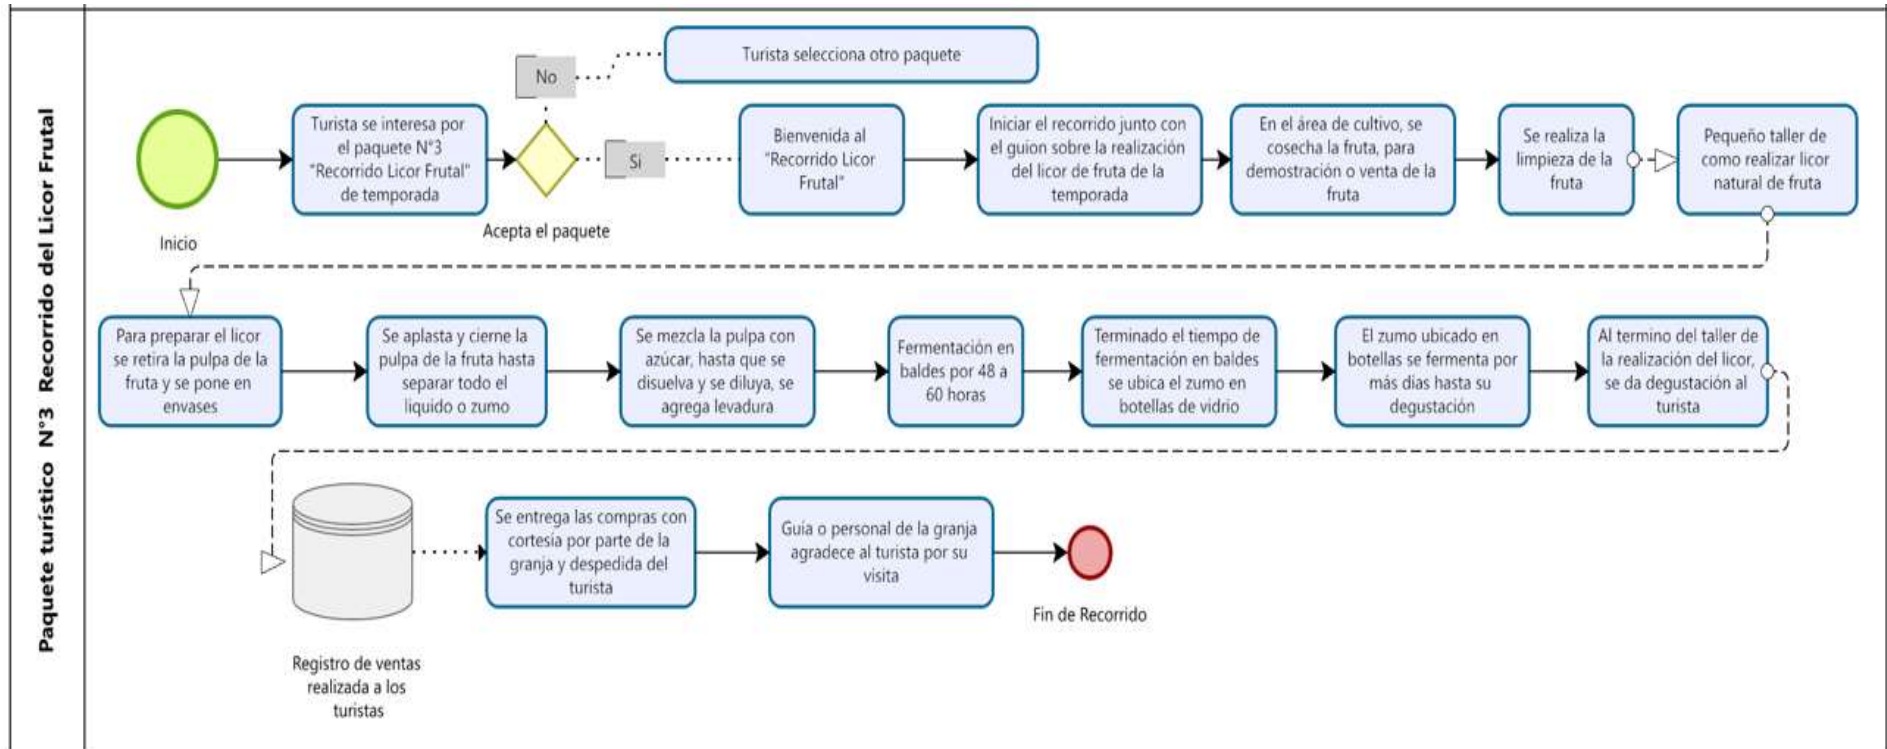 Paquete turístico N°3 Recorrido del Licor Frutal
Inicio
Turista se interesa por
el paquete N°3
"Recorrido Licor Frutal"
de temporada
Acepta el paquete
No
Turista selecciona otro paquete
Si
Bienvenida al
"Recorrido Licor
Frutal"
Iniciar el recorrido junto con
el guion sobre la realización
del licor de fruta de la
temporada
En el área de cultivo, se
cosecha la fruta, para
demostración o venta de la
fruta
Se realiza la
limpieza de la
fruta
Pequeño taller de
como realizar licor
natural de fruta
Para preparar el licor
se retira la pulpa de la
fruta y se pone en
envases
Se aplasta y cierne la
pulpa de la fruta hasta
separar todo el
liquido o zumo
Se mezcla la pulpa con
azúcar, hasta que se
disuelva y se diluya, se
agrega levadura
Fermentación en
baldes por 48 a
60 horas
Terminado el tiempo de
fermentación en baldes
se ubica el zumo en
botellas de vidrio
El zumo ubicado en
botellas se fermenta por
más días hasta su
degustación
Al termino del taller de
la realización del licor,
se da degustación al
turista
Registro de ventas
realizada a los
turistas
Se entrega las compras con
cortesía por parte de la
granja y despedida del
turista
Guía o personal de la granja
agradece al turista por su
visita
Fin de Recorrido